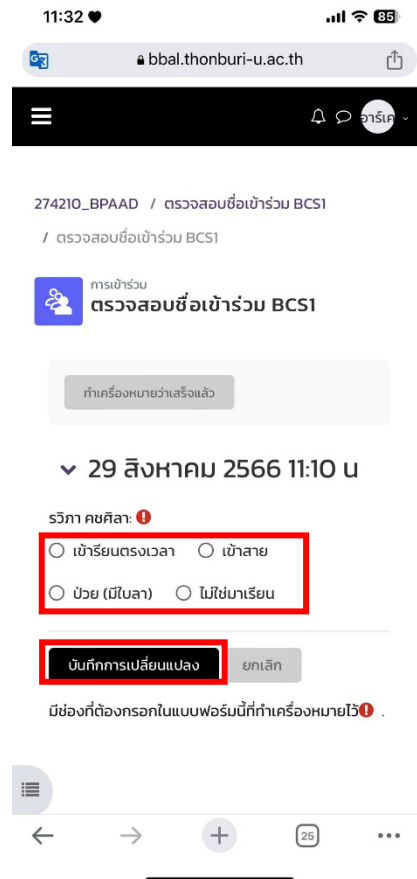 11:32
85
bbal.thonburi-u.ac.th
อาร์เค
274210_BPAAD / ตรวจสอบชื่อเข้าร่วม BCS1
/ ตรวจสอบชื่อเข้าร่วม BCS1
การเข้าร่วม
ตรวจสอบชื่อเข้าร่วม BCS1
ทำเครื่องหมายว่าเสร็จแล้ว
29 สิงหาคม 2566 11:10 น
รวิภา คชศิลา:
เข้ารียนตรงเวลา เข้าสาย
ป่วย (มีใบลา) ไม่ใช่มาเรียน
บันทึกการเปลี่ยนแปลง ยกเลิก
มีช่องที่ต้องกรอกในแบบฟอร์มนี้ที่ทำเครื่องหมายไว้ .
25